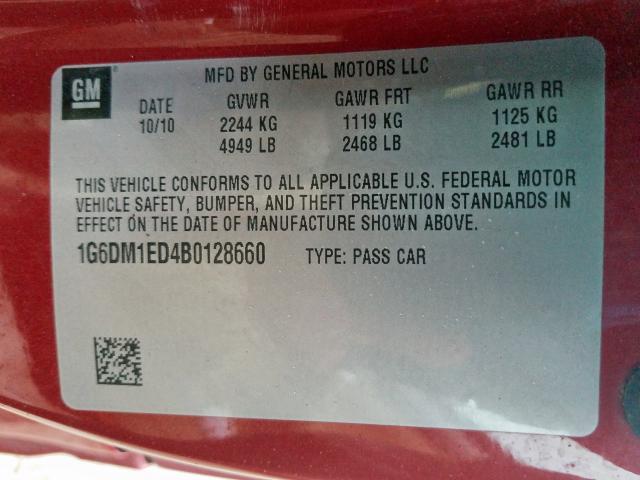 GM
MFD BY GENERAL MOTORS LLC
DATE GVWR GAWR FRT GAWR RR
10/10 2244 KG 1119 KG 1125 KG
4949 LB 2468 LB 2481 LB
THIS VEHICLE CONFORMS TO ALL APPLICABLE U.S. FEDERAL MOTOR
VEHICLE SAFETY, BUMPER, AND THEFT PREVENTION STANDARDS IN
EFFECT ON THE DATE OF MANUFACTURE SHOWN ABOVE.
1G6DM1ED4B0128660 TYPE: PASS CAR